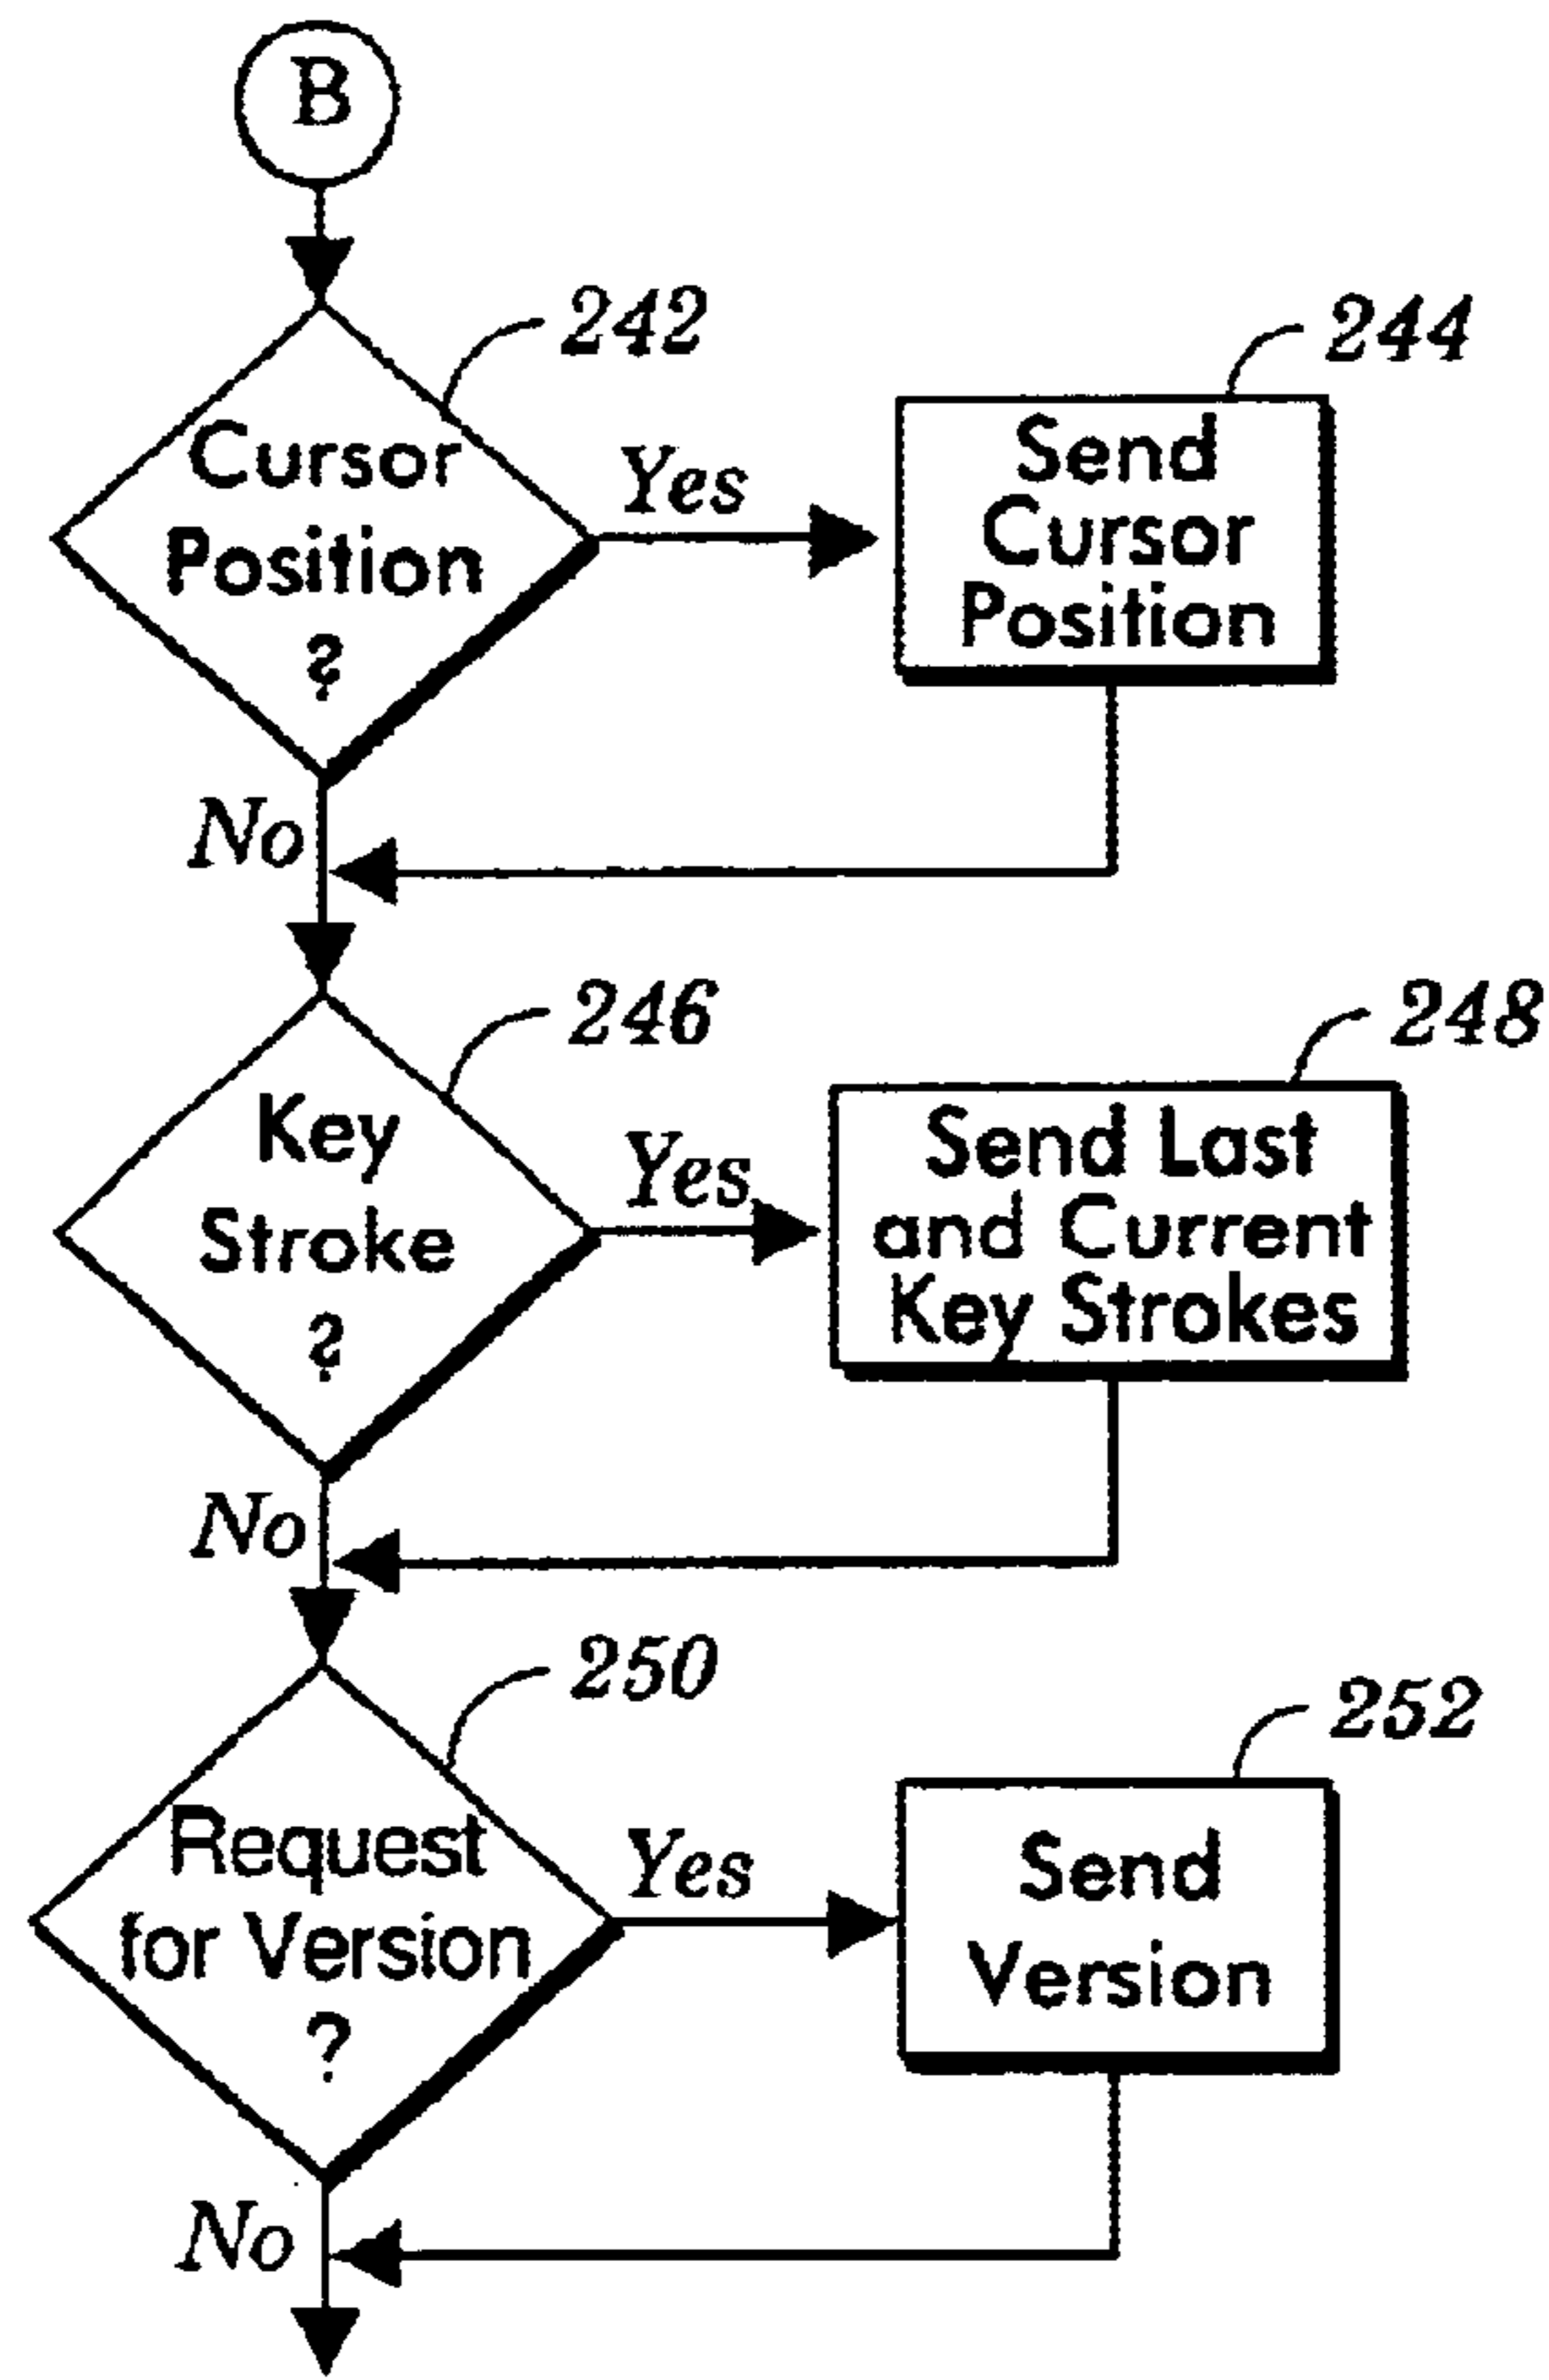 B
242
Cursor
Position
?
Yes
244
Send
Cursor
Position
No
246
Key
Stroke
?
Yes
248
Send Last
and Current
Key Strokes
No
250
Request
for Version
?
Yes
252
Send
Version
No